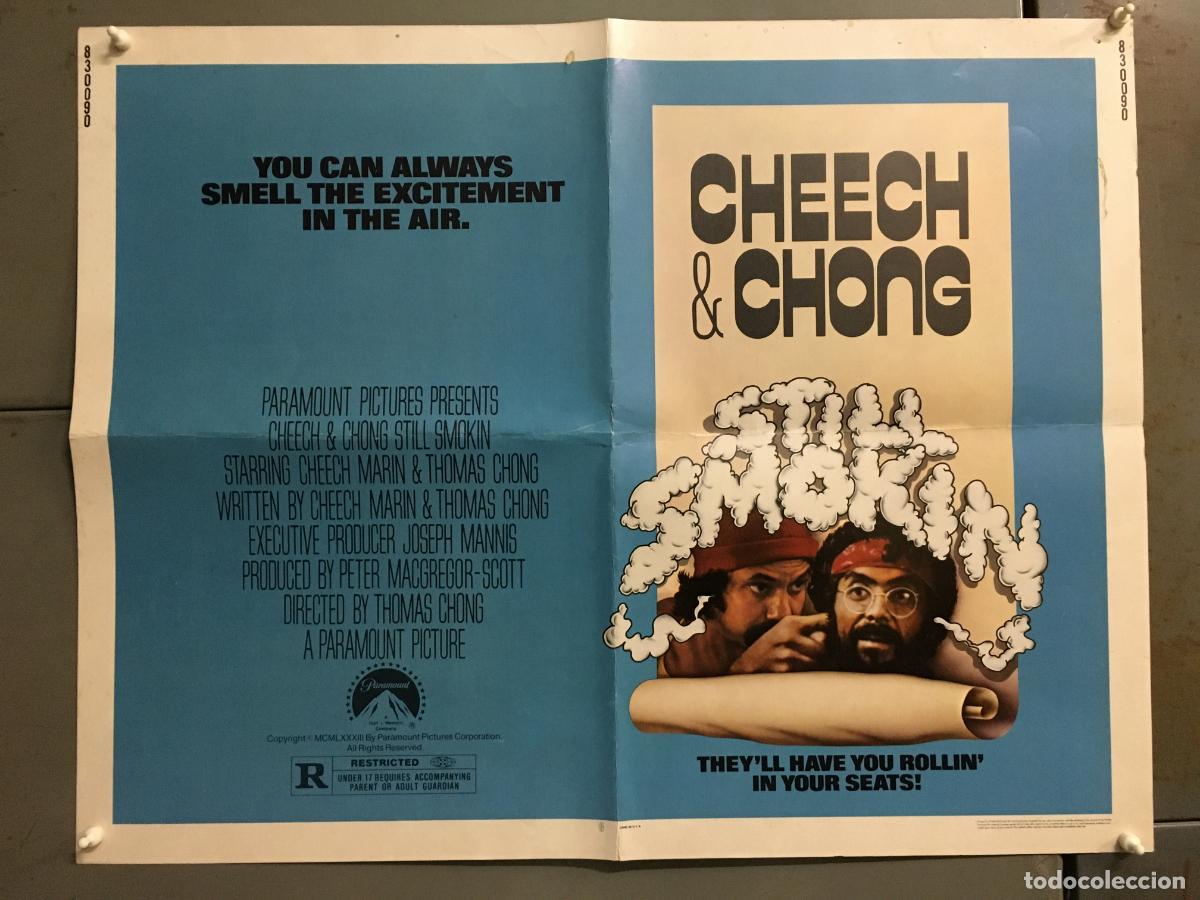 830090
830090
YOU CAN ALWAYS
SMELL THE EXCITEMENT
IN THE AIR.
PARAMOUNT PICTURES PRESENTS
CHEECH & CHONG STILL SMOKIN
STARRING CHEECH MARIN & THOMAS CHONG
WRITTEN BY CHEECH MARIN & THOMAS CHONG
EXECUTIVE PRODUCER JOSEPH MANNIS
PRODUCED BY PETER MACGREGOR-SCOTT
DIRECTED BY THOMAS CHONG
A PARAMOUNT PICTURE
Paramount
Gulf + Western
Company
Copyright © MCMLXXXIII By Paramount Pictures Corporation.
All Rights Reserved.
R
RESTRICTED
UNDER 17 REQUIRES ACCOMPANYING
PARENT OR ADULT GUARDIAN
CHEECH
& CHONG
STILL
SMOKIN
THEY'LL HAVE YOU ROLLIN'
IN YOUR SEATS!
todocoleccion